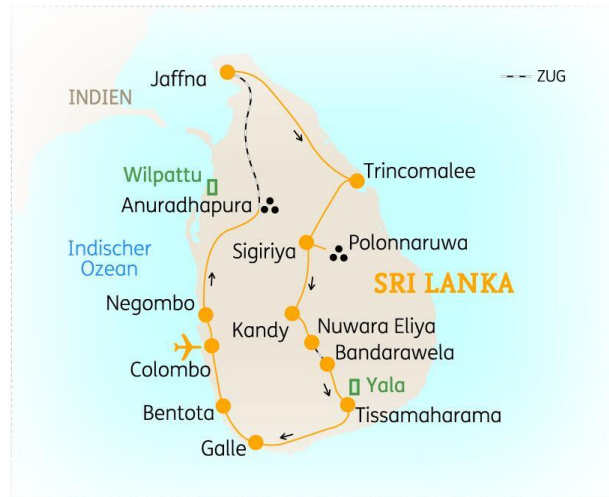 Jaffna
ZUG
INDIEN
Trincomalee
Wilpattu
Anuradhapura
Polonnaruwa
Sigiriya
Indischer
Ozean
SRI LANKA
Negombo
Kandy
Nuwara Eliya
Bandarawela
Colombo
Yala
Bentota
Tissamaharama
Galle